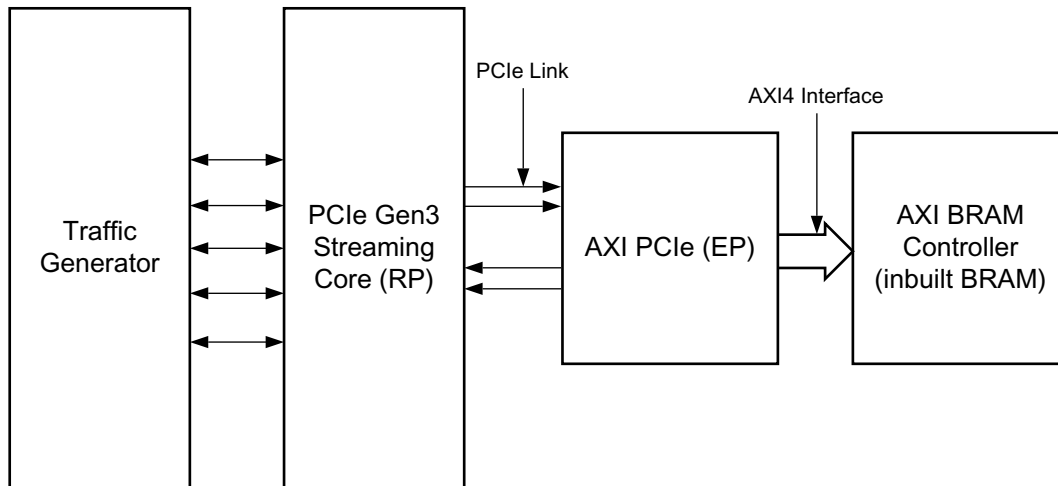 PCIe Link
AXI4 Interface
Traffic
Generator
PCIe Gen3
Streaming
Core (RP)
AXI PCIe (EP)
AXI BRAM
Controller
(inbuilt BRAM)